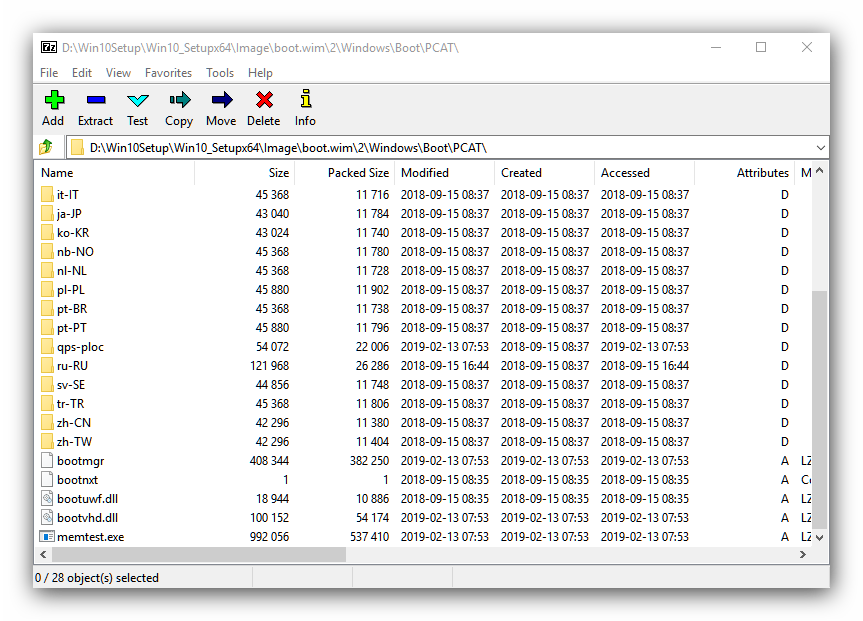 D:\Win10Setup\Win10_Setupx64\Image\boot.wim\2\Windows\Boot\PCAT\
File Edit View Favorites Tools Help
Add Extract Test Copy Move Delete Info
D:\Win10Setup\Win10_Setupx64\Image\boot.wim\2\Windows\Boot\PCAT\
Name Size Packed Size Modified Created Accessed Attributes M
it-IT 45 368 11 716 2018-09-15 08:37 2018-09-15 08:37 2018-09-15 08:37 D
ja-JP 43 040 11 784 2018-09-15 08:37 2018-09-15 08:37 2018-09-15 08:37 D
ko-KR 43 024 11 740 2018-09-15 08:37 2018-09-15 08:37 2018-09-15 08:37 D
nb-NO 45 368 11 780 2018-09-15 08:37 2018-09-15 08:37 2018-09-15 08:37 D
nl-NL 45 368 11 728 2018-09-15 08:37 2018-09-15 08:37 2018-09-15 08:37 D
pl-PL 45 880 11 902 2018-09-15 08:37 2018-09-15 08:37 2018-09-15 08:37 D
pt-BR 45 368 11 738 2018-09-15 08:37 2018-09-15 08:37 2018-09-15 08:37 D
pt-PT 45 880 11 796 2018-09-15 08:37 2018-09-15 08:37 2018-09-15 08:37 D
qps-ploc 54 072 22 006 2019-02-13 07:53 2019-02-13 07:53 2019-02-13 07:53 D
ru-RU 121 968 26 286 2018-09-15 16:44 2018-09-15 16:44 2018-09-15 16:44 D
sv-SE 44 856 11 748 2018-09-15 08:37 2018-09-15 08:37 2018-09-15 08:37 D
tr-TR 45 368 11 806 2018-09-15 08:37 2018-09-15 08:37 2018-09-15 08:37 D
zh-CN 42 296 11 380 2018-09-15 08:37 2018-09-15 08:37 2018-09-15 08:37 D
zh-TW 42 296 11 404 2018-09-15 08:37 2018-09-15 08:37 2018-09-15 08:37 D
bootmgr 408 344 382 250 2019-02-13 07:53 2019-02-13 07:53 2019-02-13 07:53 A LZ
bootnxt 1 1 2018-09-15 08:35 2018-09-15 08:35 2018-09-15 08:35 A Co
bootuwf.dll 18 944 10 886 2018-09-15 08:35 2018-09-15 08:35 2018-09-15 08:35 A LZ
bootvhd.dll 100 152 54 174 2019-02-13 07:53 2019-02-13 07:53 2019-02-13 07:53 A LZ
memtest.exe 992 056 537 410 2019-02-13 07:53 2019-02-13 07:53 2019-02-13 07:53 A LZ
0 / 28 object(s) selected